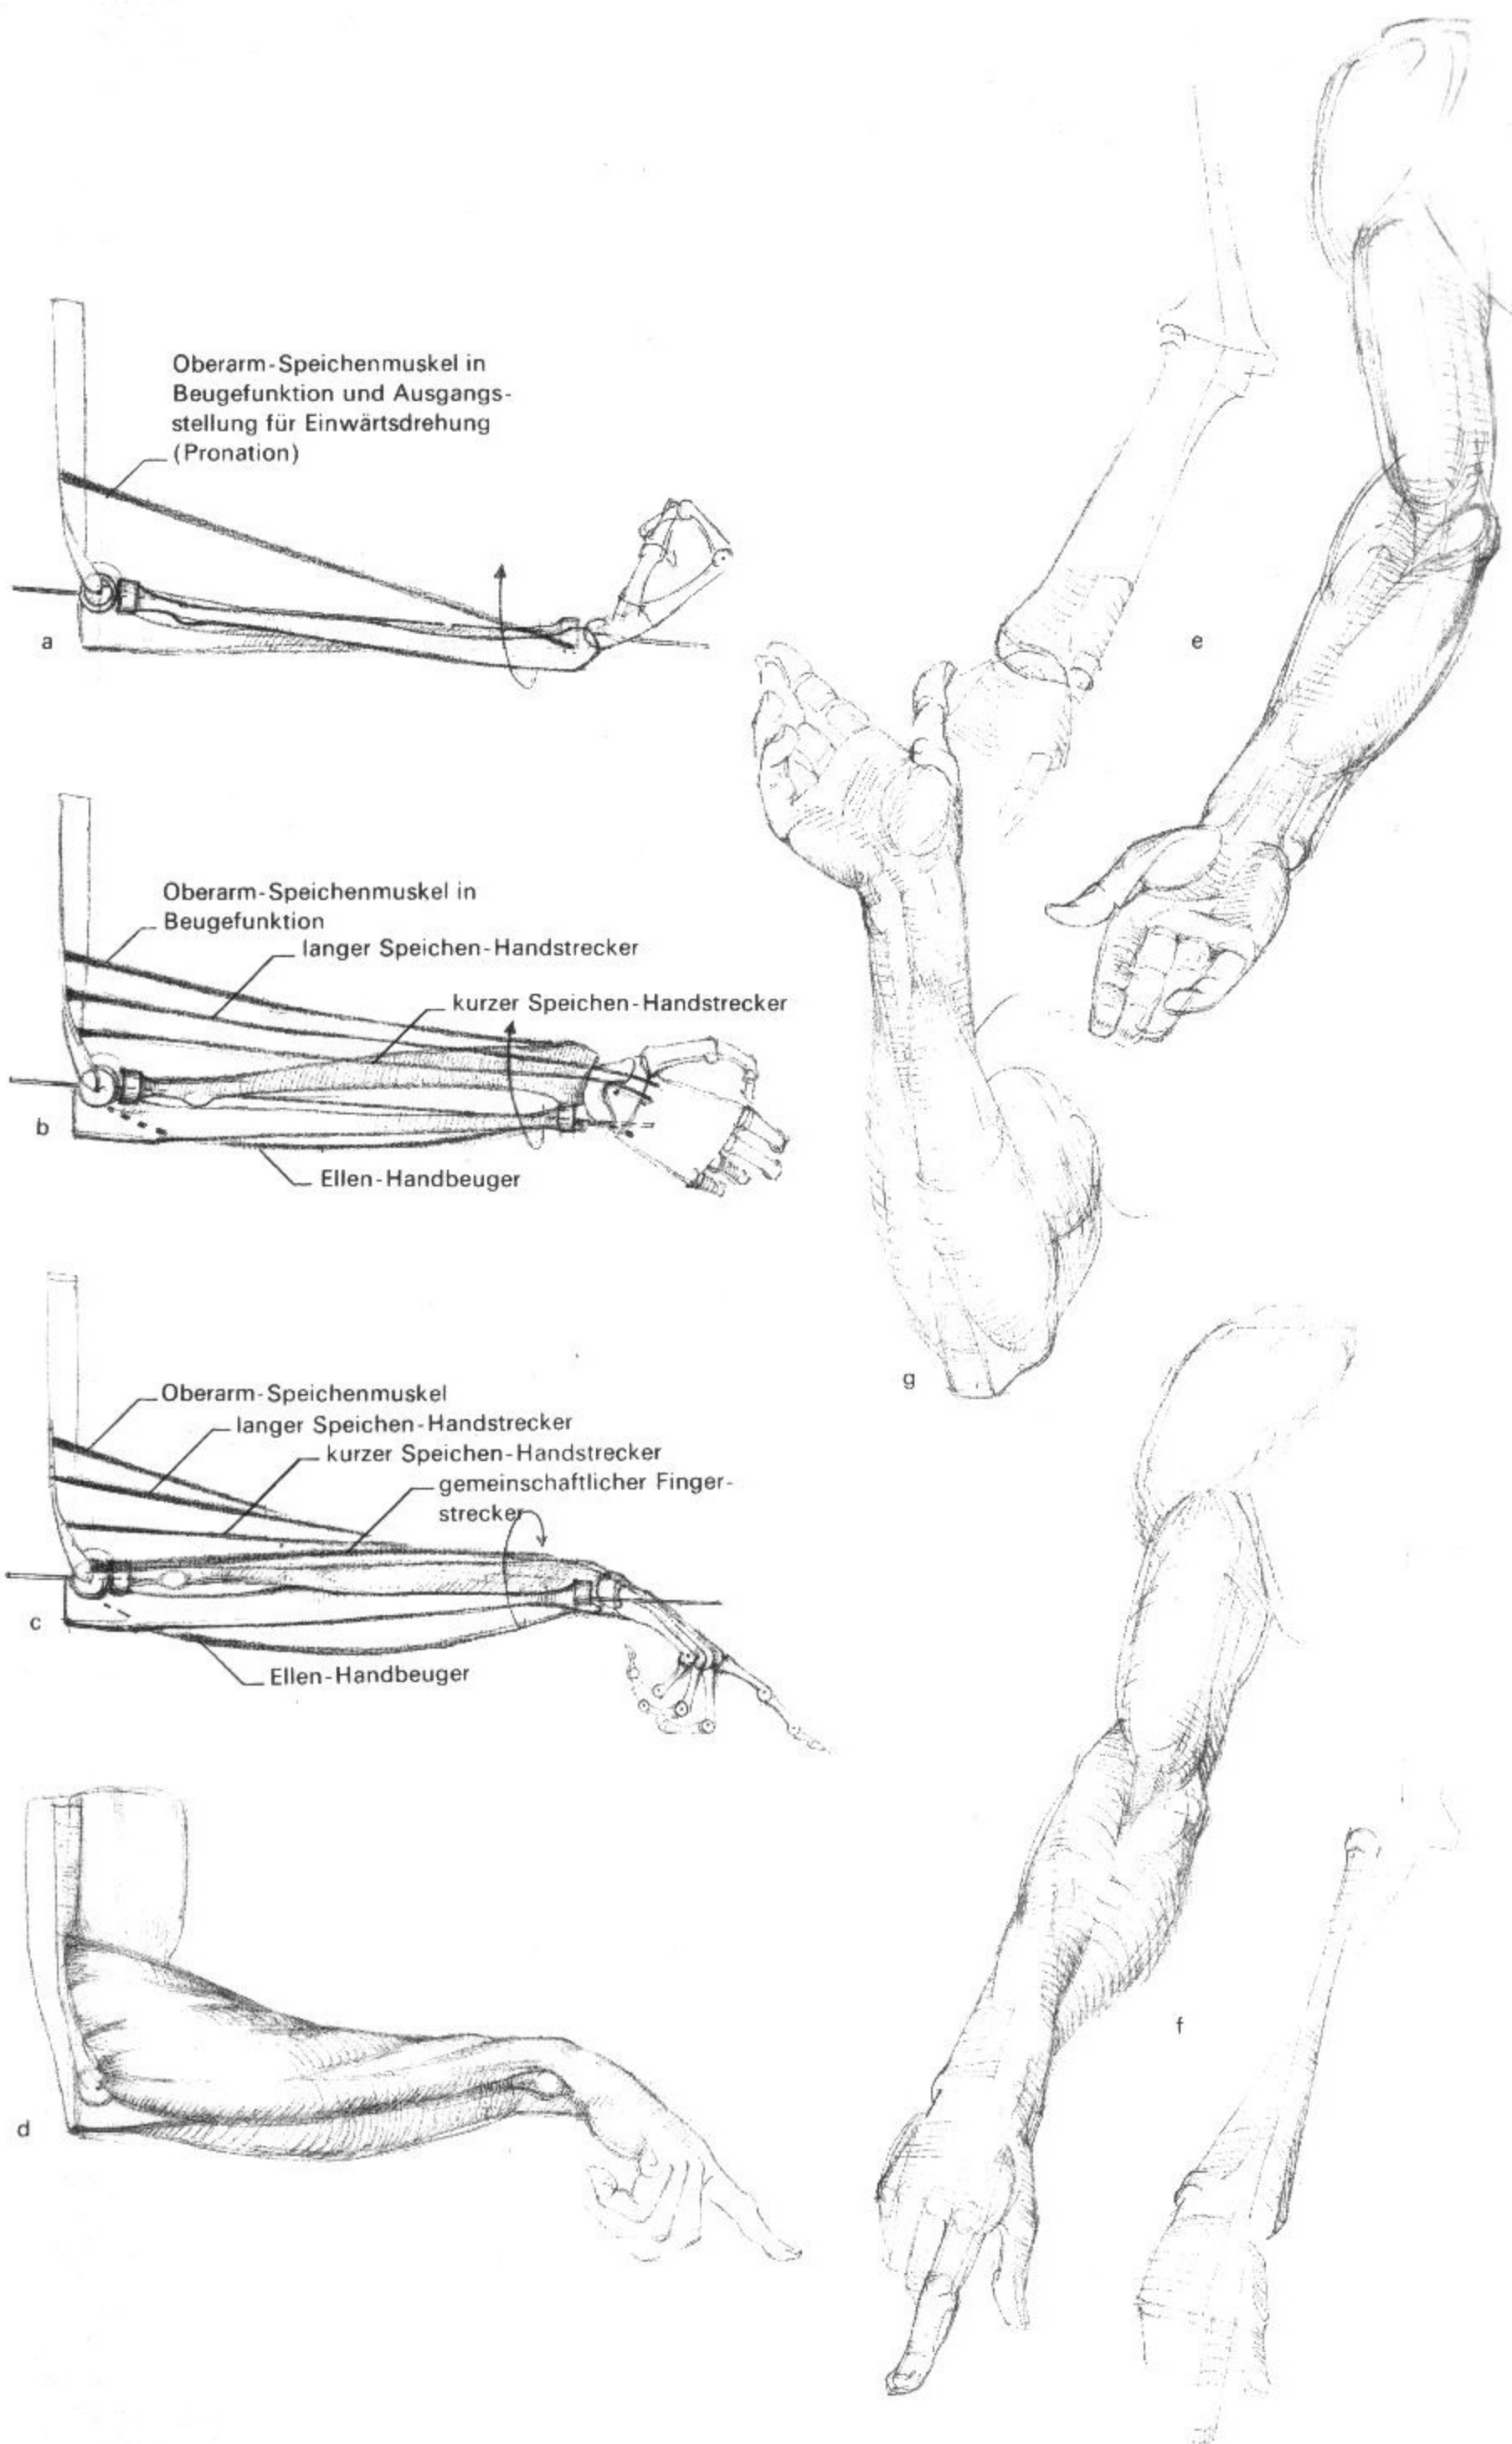 Oberarm-Speichenmuskel in
Beugefunktion und Ausgangs-
stellung für Einwärtsdrehung
(Pronation)
a
Oberarm-Speichenmuskel in
Beugefunktion
langer Speichen-Handstrecker
kurzer Speichen-Handstrecker
b
Ellen-Handbeuger
Oberarm-Speichenmuskel
langer Speichen-Handstrecker
kurzer Speichen-Handstrecker
gemeinschaftlicher Finger-
strecker
c
Ellen-Handbeuger
d
e
g
f